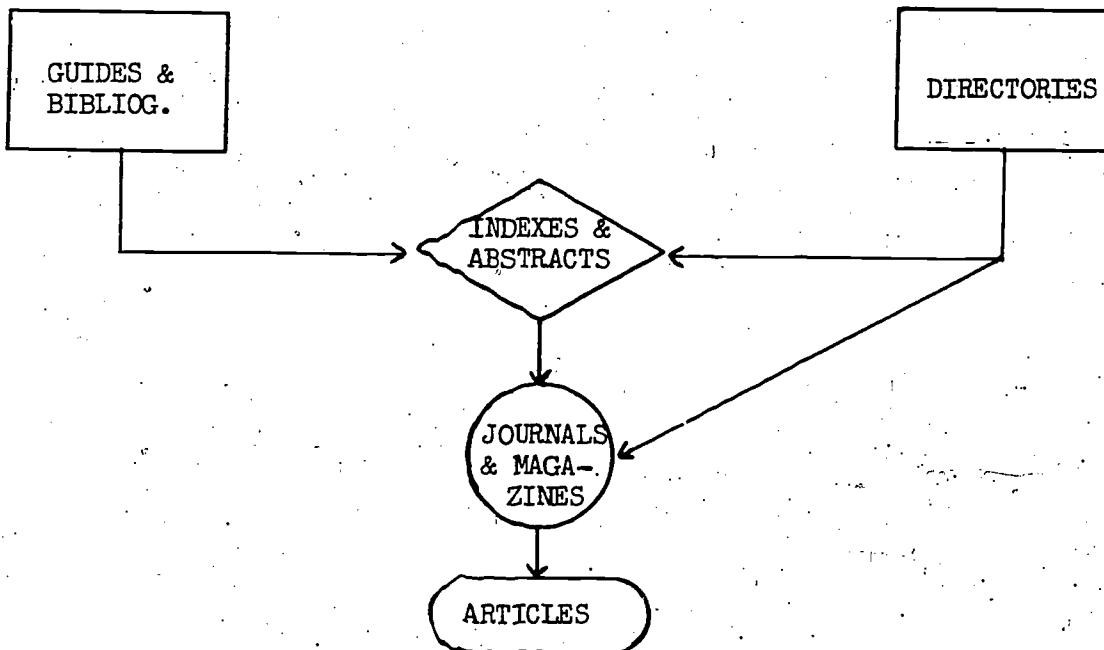 GUIDES &
BIBLIOG.
DIRECTORIES
INDEXES &
ABSTRACTS
JOURNALS
& MAGA-
ZINES
ARTICLES